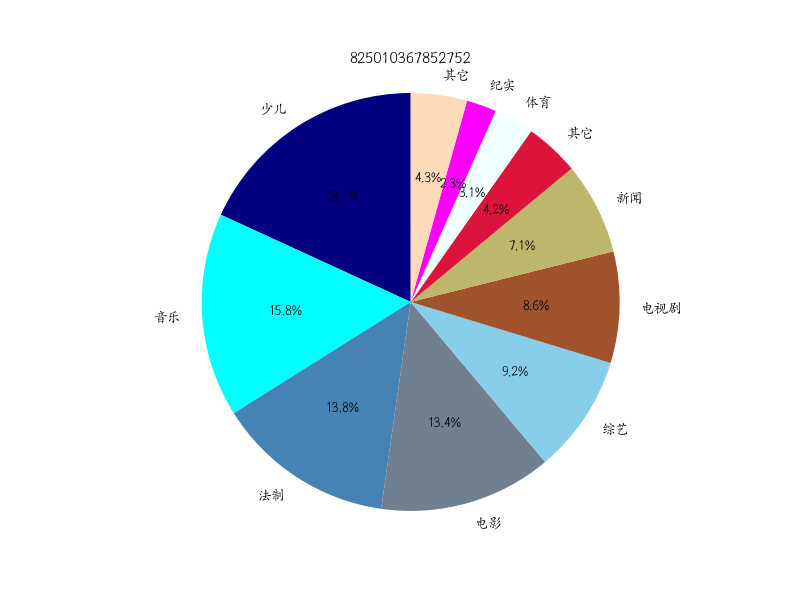 825010367852752
其它
纪实
体育
少儿
其它
4.3%
2.3%
3.1%
新闻
4.2%
7.1%
电视剧
8.6%
音乐
15.8%
9.2%
13.8%
13.4%
综艺
法制
电影